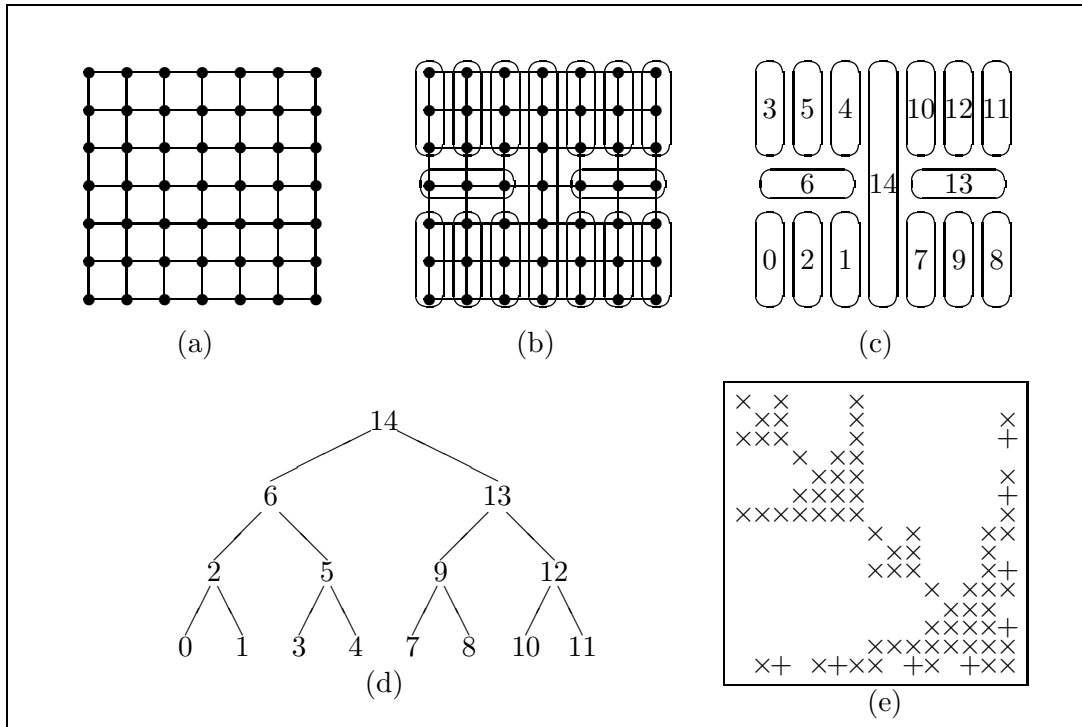 3 5 4 10 12 11
6 14 13
0 2 1 7 9 8
(a) (b) (c)
14
6 13
2 5 9 12
0 1 3 4 7 8 10 11
(d)
× × ×
×× × ×
××× × +
× ××
××× ×
×××× +
××××××× ×
× × ××
×× ×
××× ×+
× ×××
×××
××××+
××××××××
×+ ×+×× +× +××
(e)